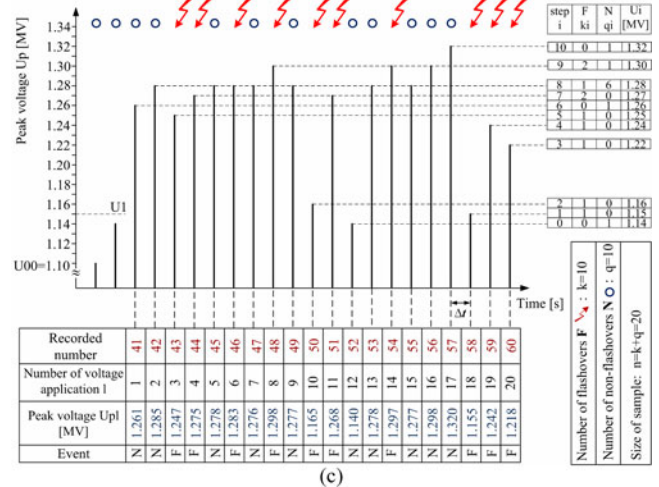 Peak voltage Up [MV]
1.34
1.32
1.30
1.28
1.26
1.24
1.22
1.20
1.18
1.16
1.14
1.12
U00=1.10
U1
Δt
Time [s]
step i F ki N qi Ui [MV]
10 0 1 1.32
9 2 1 1.30
8 1 6 1.28
7 2 0 1.27
6 0 1 1.26
5 1 0 1.25
4 1 0 1.24
3 1 0 1.22
2 1 0 1.16
1 1 0 1.15
0 0 1 1.14
Recorded number 41 42 43 44 45 46 47 48 49 50 51 52 53 54 55 56 57 58 59 60
Number of voltage application l 1 2 3 4 5 6 7 8 9 10 11 12 13 14 15 16 17 18 19 20
Peak voltage Upl [MV] 1.261 1.285 1.247 1.275 1.278 1.283 1.276 1.298 1.277 1.165 1.268 1.140 1.278 1.297 1.277 1.298 1.320 1.155 1.242 1.218
Event N N F F N F N F N F F N N F N N N F F F
Number of flashovers F : k=10
Number of non-flashovers N : q=10
Size of sample: n=k+q=20
(c)